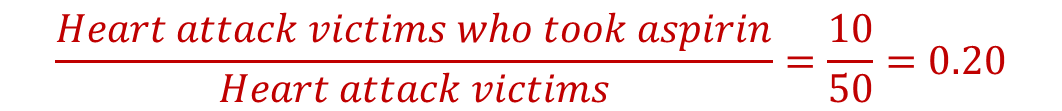 Heart attack victims who took aspirin / Heart attack victims = 10/50 = 0.20